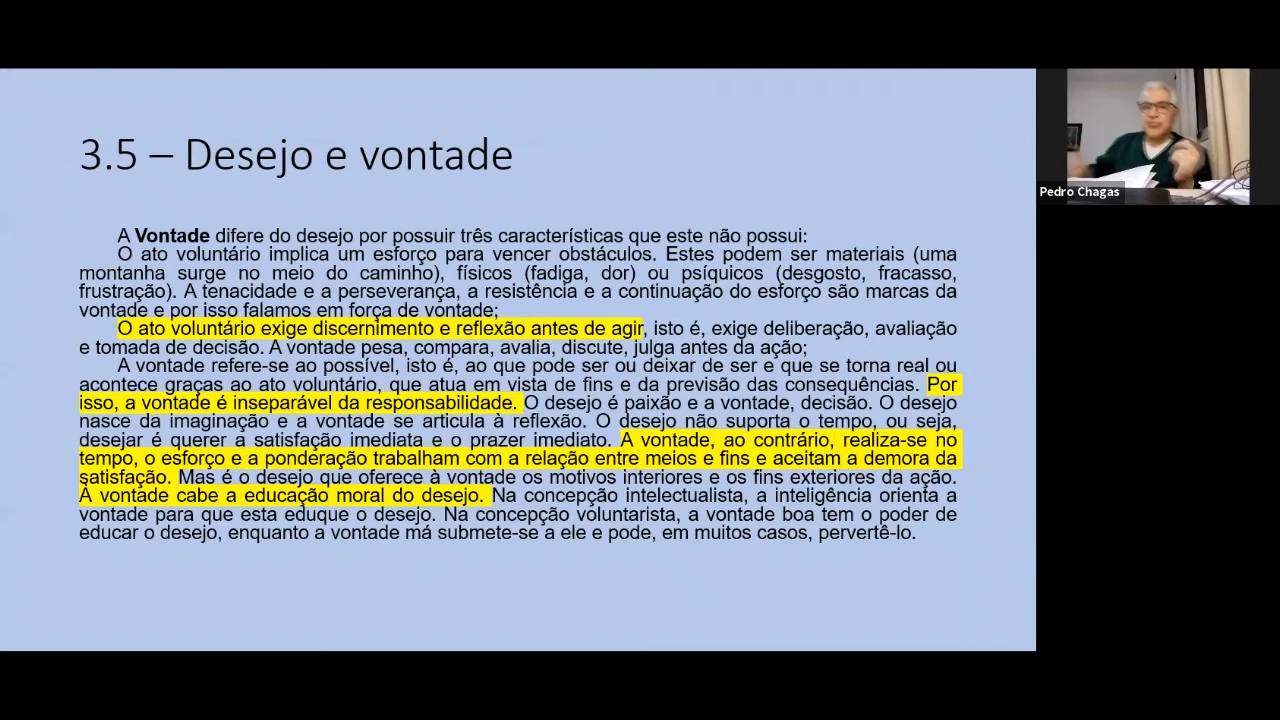 3.5 – Desejo e vontade
A Vontade difere do desejo por possuir três características que este não possui:
O ato voluntário implica um esforço para vencer obstáculos. Estes podem ser materiais (uma
montanha surge no meio do caminho), físicos (fadiga, dor) ou psíquicos (desgosto, fracasso,
frustração). A tenacidade e a perseverança, a resistência e a continuação do esforço são marcas da
vontade e por isso falamos em força de vontade;
O ato voluntário exige discernimento e reflexão antes de agir, isto é, exige deliberação, avaliação
e tomada de decisão. A vontade pesa, compara, avalia, discute, julga antes da ação;
A vontade refere-se ao possível, isto é, ao que pode ser ou deixar de ser e que se torna real ou
acontece graças ao ato voluntário, que atua em vista de fins e da previsão das consequências. Por
isso, a vontade é inseparável da responsabilidade. O desejo é paixão e a vontade, decisão. O desejo
nasce da imaginação e a vontade se articula à reflexão. O desejo não suporta o tempo, ou seja,
desejar é querer a satisfação imediata e o prazer imediato. A vontade, ao contrário, realiza-se no
tempo, o esforço e a ponderação trabalham com a relação entre meios e fins e aceitam a demora da
satisfação. Mas é o desejo que oferece à vontade os motivos interiores e os fins exteriores da ação.
À vontade cabe a educação moral do desejo. Na concepção intelectualista, a inteligência orienta a
vontade para que esta eduque o desejo. Na concepção voluntarista, a vontade boa tem o poder de
educar o desejo, enquanto a vontade má submete-se a ele e pode, em muitos casos, pervertê-lo.
Pedro Chagas